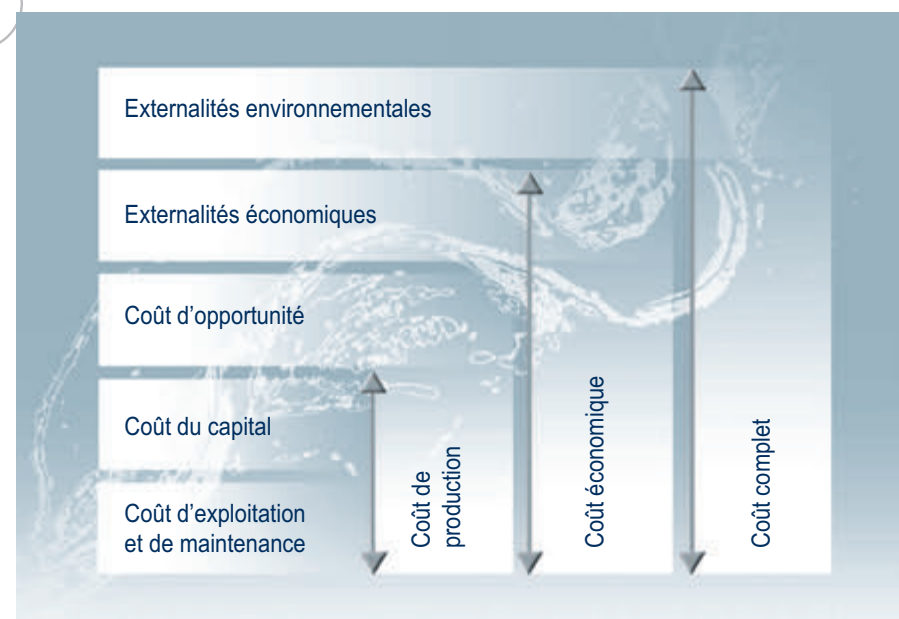 Externalités environnementales
Externalités économiques
Coût d’opportunité
Coût du capital
Coût d’exploitation
et de maintenance
Coût de
production
Coût économique
Coût complet